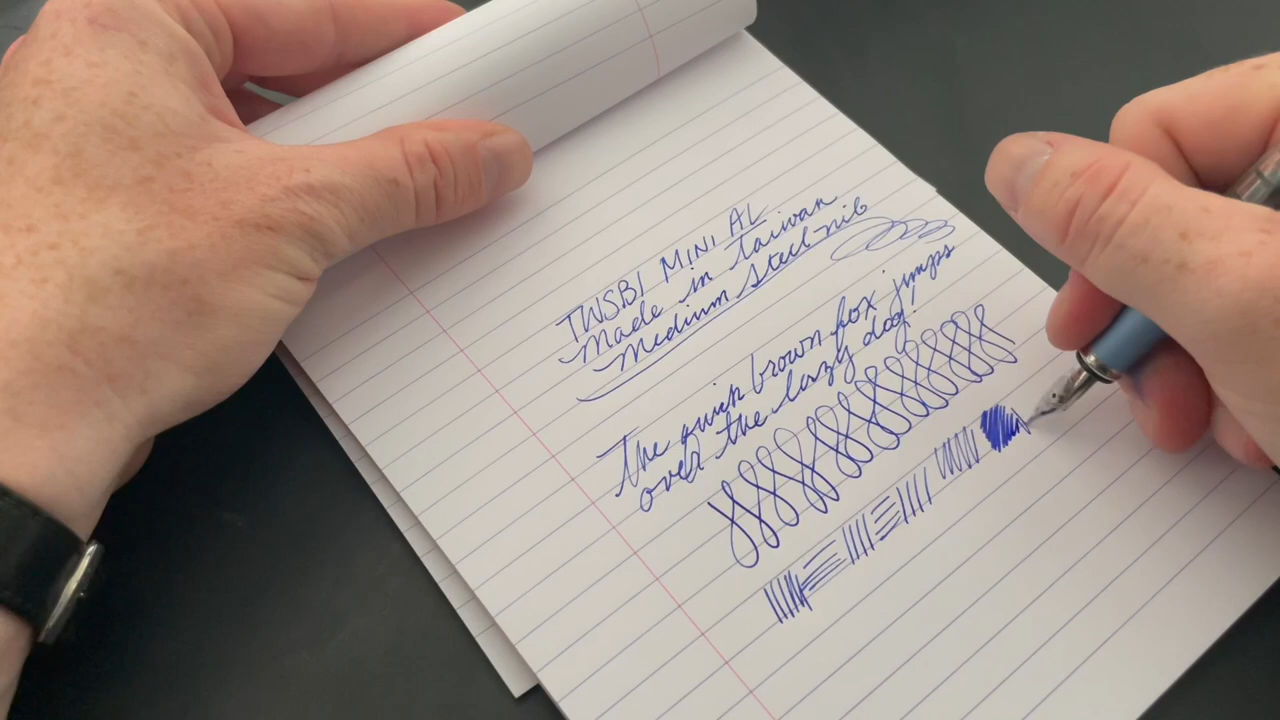 TWSBI MINI AL
Made in taiwan
Medium Steel nib
The quick brown fox jumps
over the lazy dog!